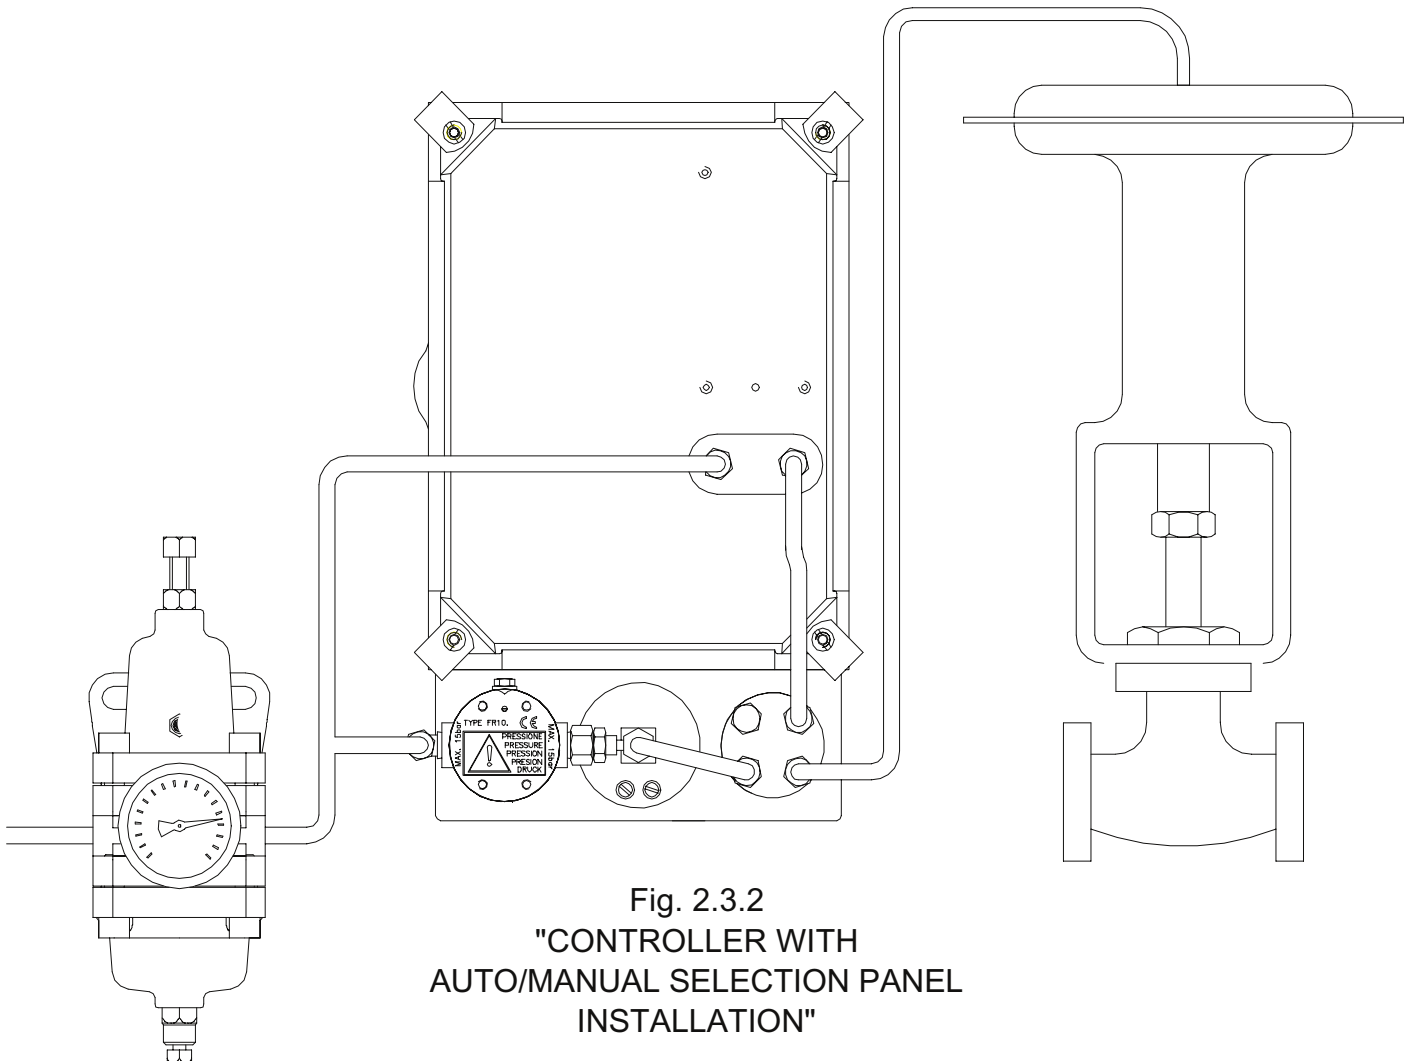 MAX. 15bar
TYPE FR10.
CE
MAX. 15bar
PRESSIONE
PRESSURE
PRESSION
PRESION
DRUCK
!
Fig. 2.3.2
"CONTROLLER WITH
AUTO/MANUAL SELECTION PANEL
INSTALLATION"